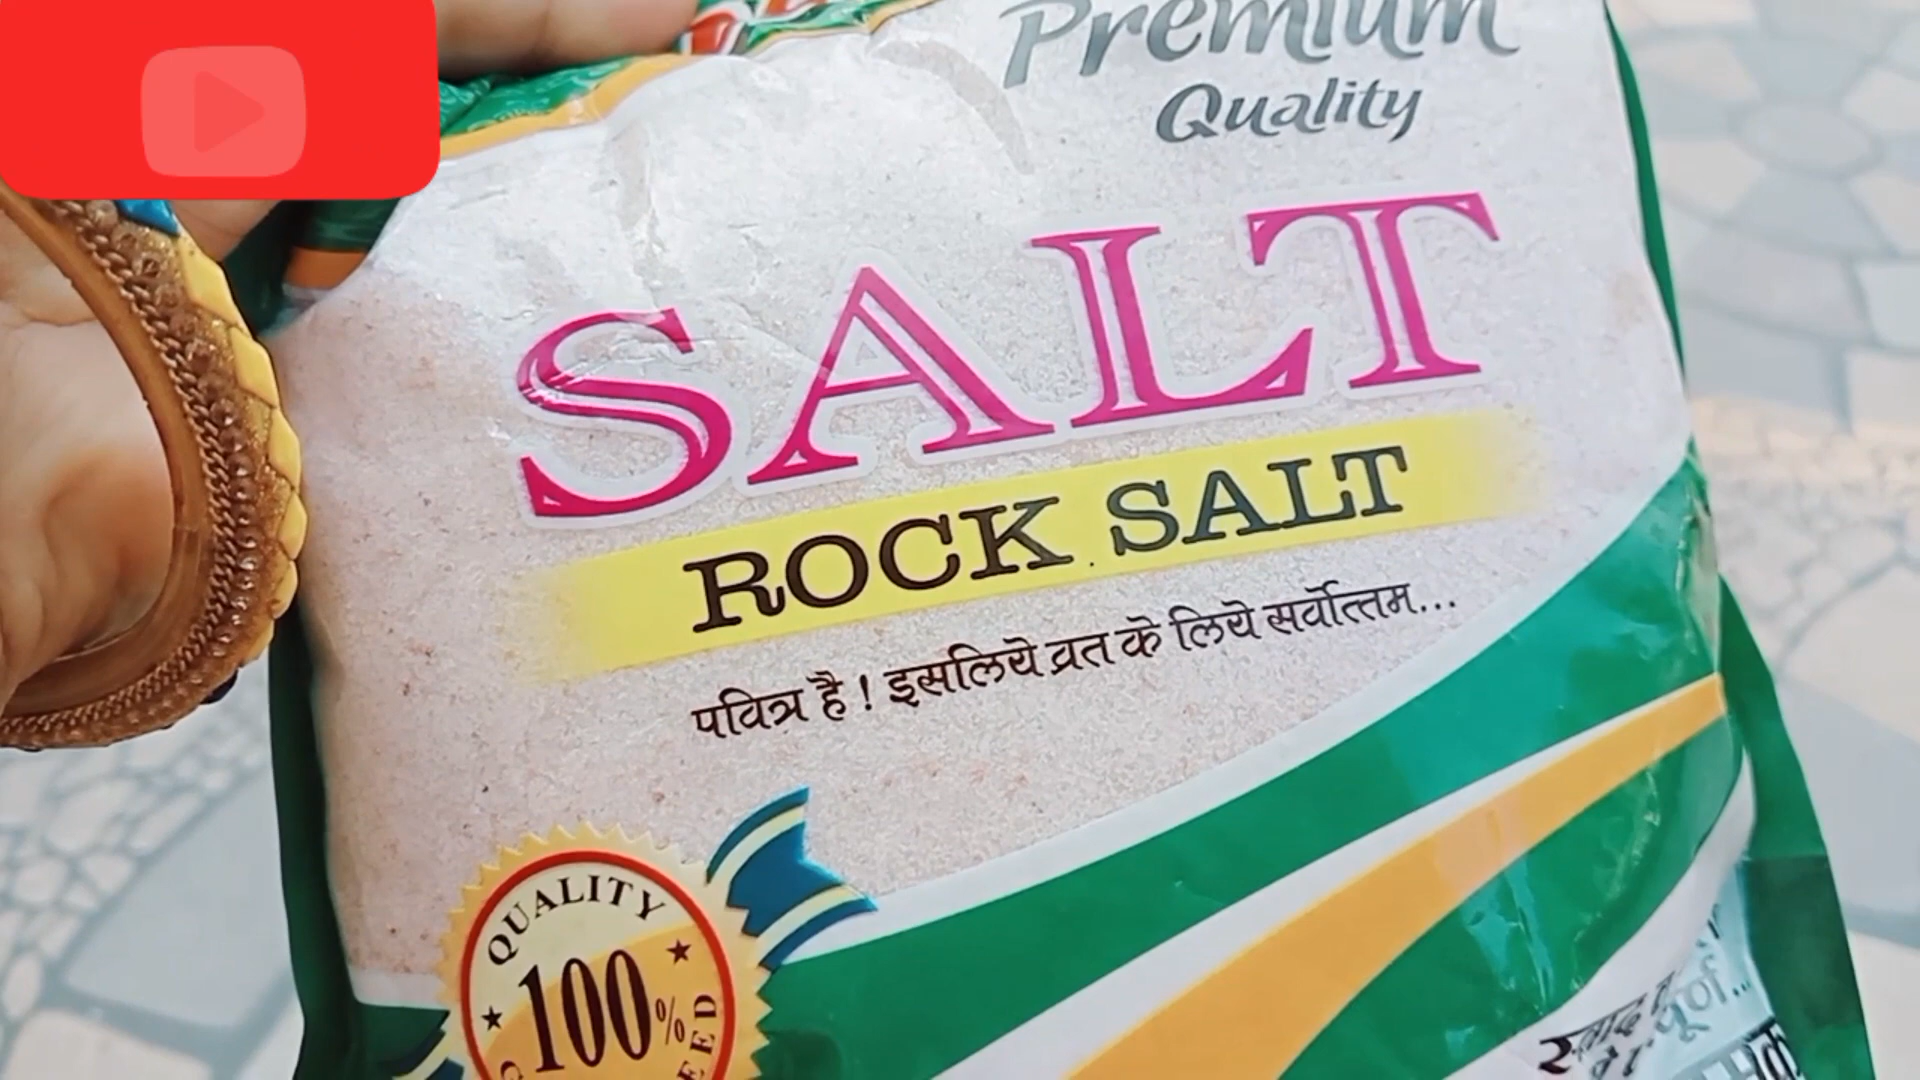 Premium
Quality
SALT
ROCK SALT
पवित्र है ! इसलिये व्रत के लिये सर्वोत्तम...
QUALITY
100%